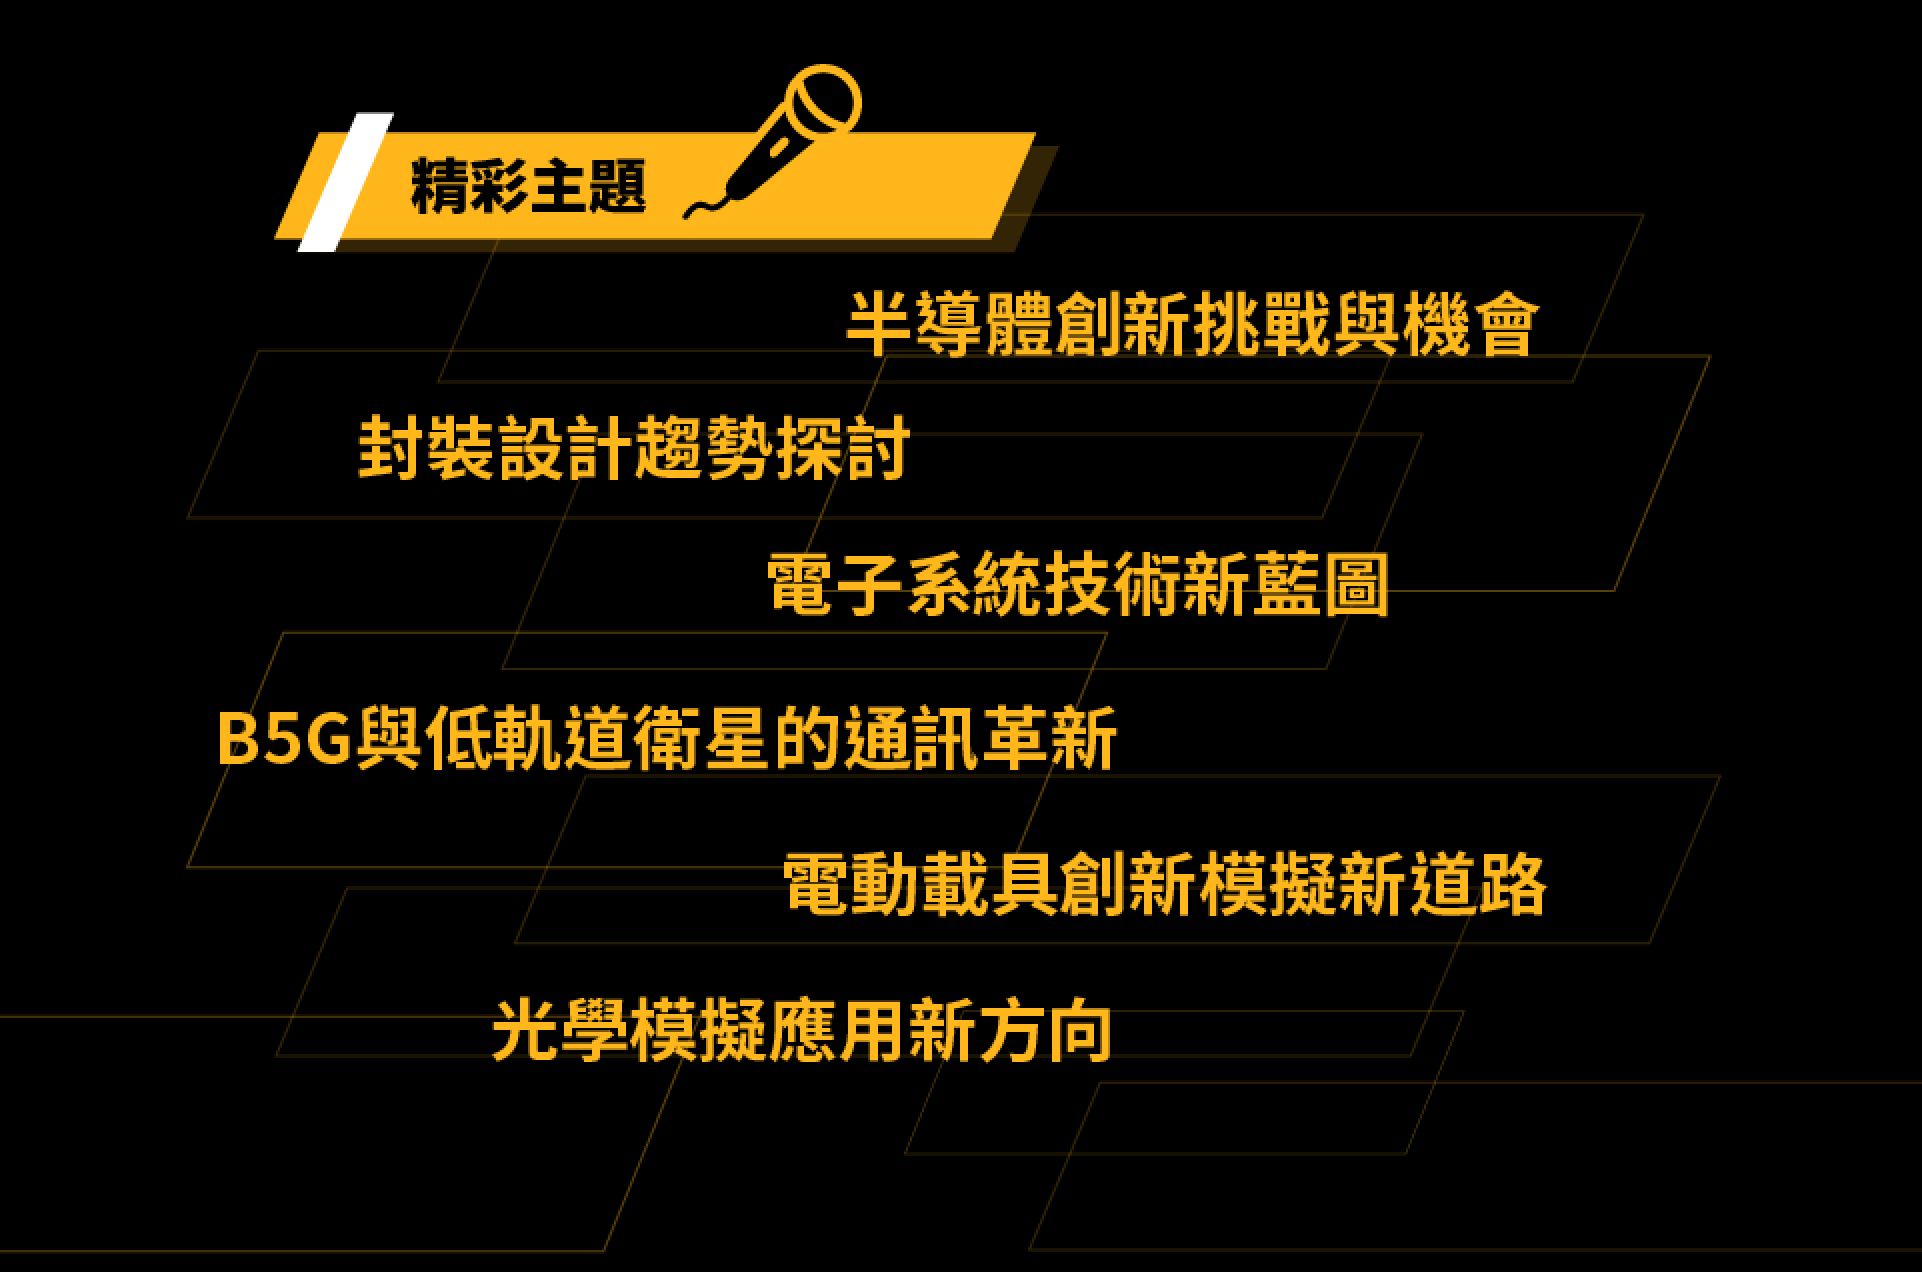 精彩主題
半導體創新挑戰與機會
封裝設計趨勢探討
電子系統技術新藍圖
B5G與低軌道衛星的通訊革新
電動載具創新模擬新道路
光學模擬應用新方向